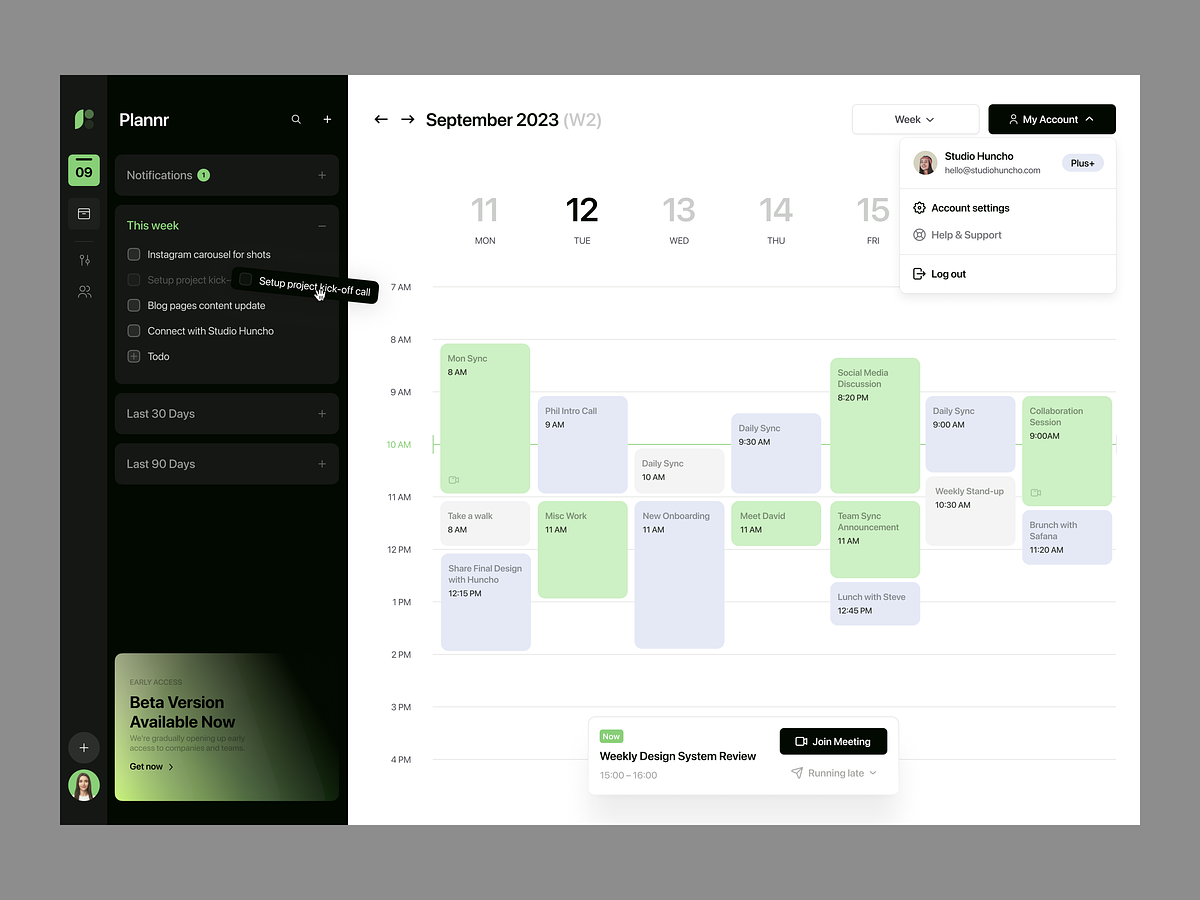 Plannr
09
Notifications 1
This week
Instagram carousel for shots
Setup project kick-
Setup project kick-off call
Blog pages content update
Connect with Studio Huncho
Todo
Last 30 Days
Last 90 Days
EARLY ACCESS
Beta Version
Available Now
We're gradually opening up early
access to companies and teams.
Get now
September 2023 (W2)
Week
My Account
Studio Huncho
hello@studiohuncho.com
Plus+
Account settings
Help & Support
Log out
11
MON
12
TUE
13
WED
14
THU
15
FRI
7 AM
8 AM
9 AM
10 AM
11 AM
12 PM
1 PM
2 PM
3 PM
4 PM
Mon Sync
8 AM
Take a walk
8 AM
Share Final Design
with Huncho
12:15 PM
Phil Intro Call
9 AM
Misc Work
11 AM
Daily Sync
10 AM
New Onboarding
11 AM
Daily Sync
9:30 AM
Meet David
11 AM
Social Media
Discussion
8:20 PM
Team Sync
Announcement
11 AM
Lunch with Steve
12:45 PM
Daily Sync
9:00 AM
Weekly Stand-up
10:30 AM
Collaboration
Session
9:00AM
Brunch with
Safana
11:20 AM
Now
Weekly Design System Review
15:00 – 16:00
Join Meeting
Running late